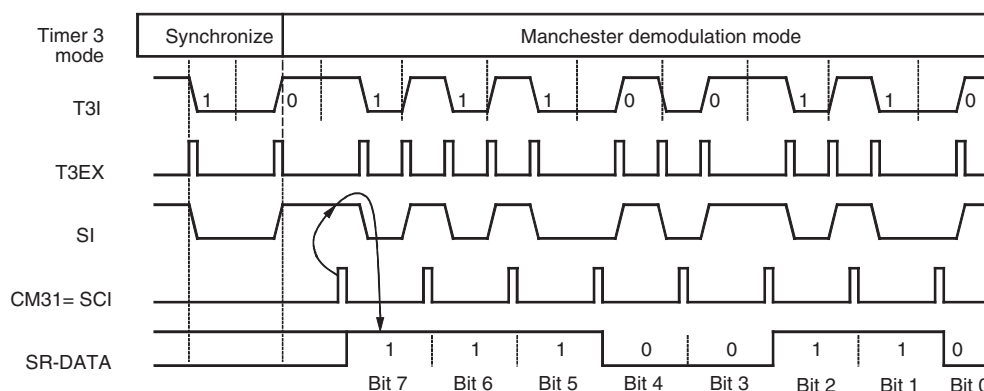 Timer 3 mode
Synchronize
Manchester demodulation mode
T3I
1 0 1 1 1 0 0 1 1 0
T3EX
SI
CM31= SCI
SR-DATA
1 1 1 0 0 1 1 0
Bit 7 Bit 6 Bit 5 Bit 4 Bit 3 Bit 2 Bit 1 Bit 0